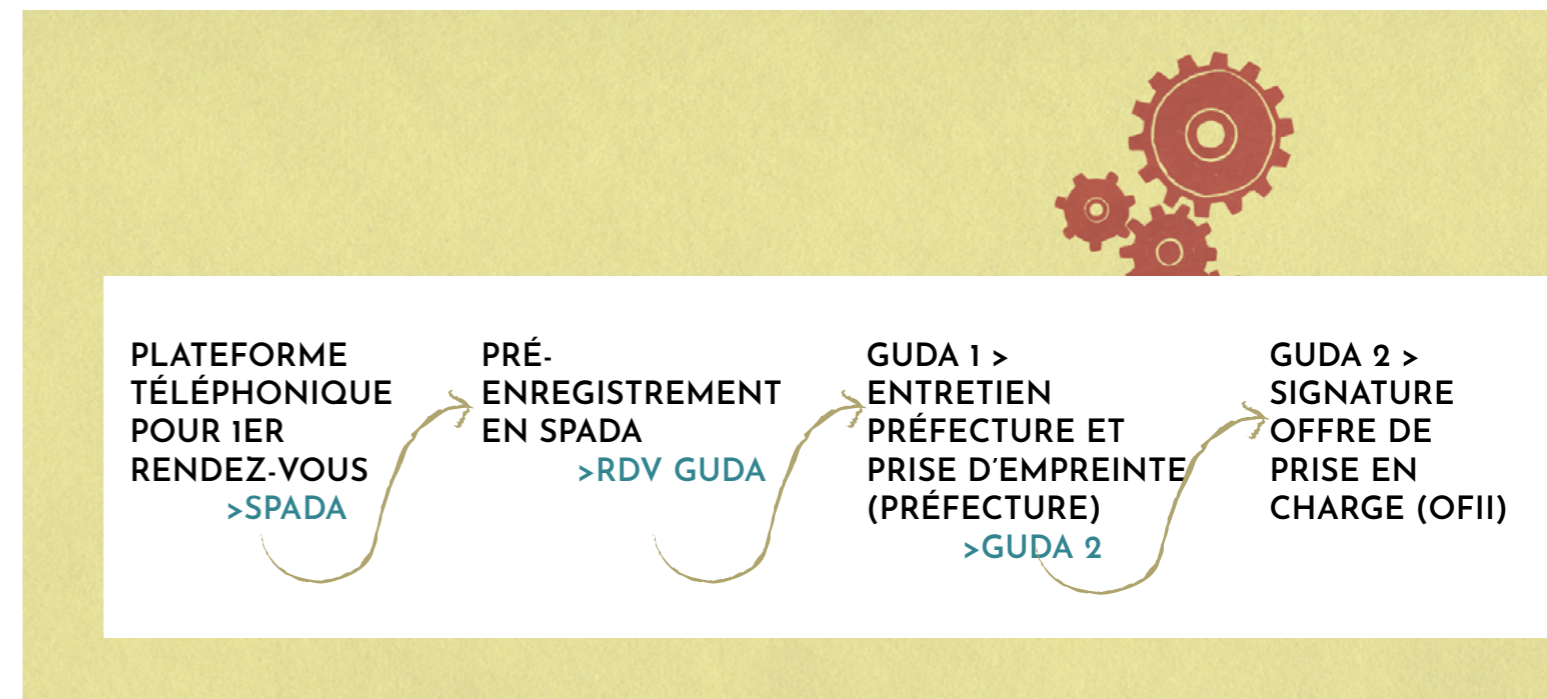 PLATEFORME
TÉLÉPHONIQUE
POUR 1ER
RENDEZ-VOUS
>SPADA
PRÉ-
ENREGISTREMENT
EN SPADA
>RDV GUDA
GUDA 1 >
ENTRETIEN
PRÉFECTURE ET
PRISE D’EMPREINTE
(PRÉFECTURE)
>GUDA 2
GUDA 2 >
SIGNATURE
OFFRE DE
PRISE EN
CHARGE (OFII)